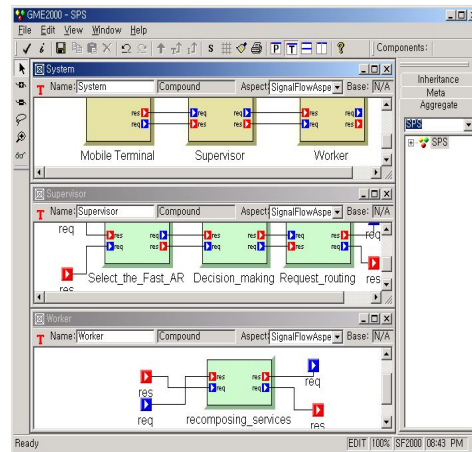 GME2000 - SPS
File Edit View Window Help
Components:
System
Name: System Compound Aspect: SignalFlowAspe Base: N/A
res req res req
req res req res
Mobile Terminal Supervisor Worker
Supervisor
Name: Supervisor Compound Aspect: SignalFlowAspe Base: N/A
req res req res req res req req
req res req res req res
res Select_the_Fast_AR Decision_making Request_routing res
Worker
Name: Worker Compound Aspect: SignalFlowAspe Base: N/A
res res req
req req res
req recomposing_services res
Inheritance
Meta
Aggregate
SPS
SPS
Ready EDIT 100% SF2000 08:43 PM